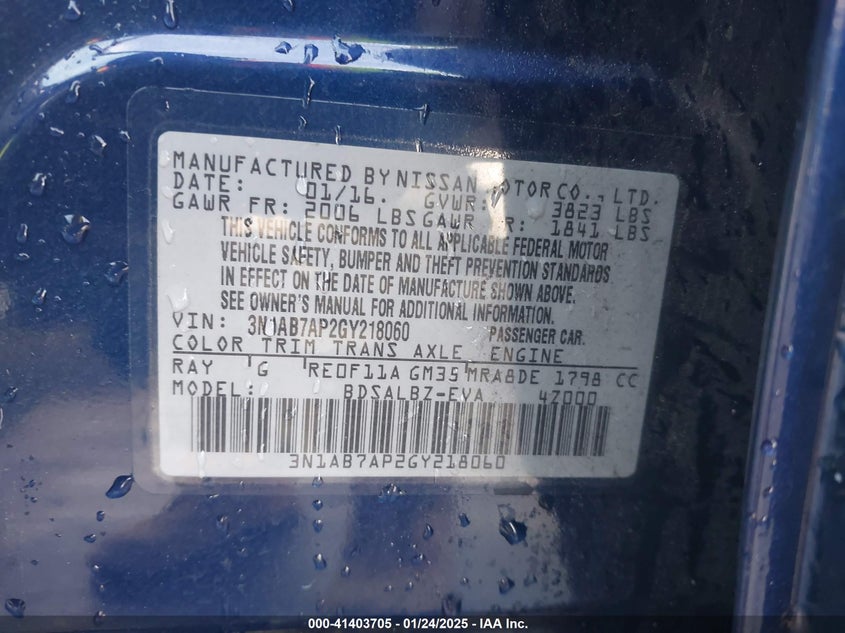 MANUFACTURED BY NISSAN MOTOR CO., LTD.
DATE: 01/16. GVWR: 3823 LBS
GAWR FR: 2006 LBS GAWR RR: 1841 LBS
THIS VEHICLE CONFORMS TO ALL APPLICABLE FEDERAL MOTOR
VEHICLE SAFETY, BUMPER AND THEFT PREVENTION STANDARDS
IN EFFECT ON THE DATE OF MANUFACTURE SHOWN ABOVE.
SEE OWNER'S MANUAL FOR ADDITIONAL INFORMATION.
VIN: 3N1AB7AP2GY218060 PASSENGER CAR.
COLOR TRIM TRANS AXLE ENGINE
RAY G RE0F11A GM35 MRA8DE 1798 CC
MODEL: BDSALBZ-EVA 4Z000
3N1AB7AP2GY218060
000-41403705 - 01/24/2025 - IAA Inc.